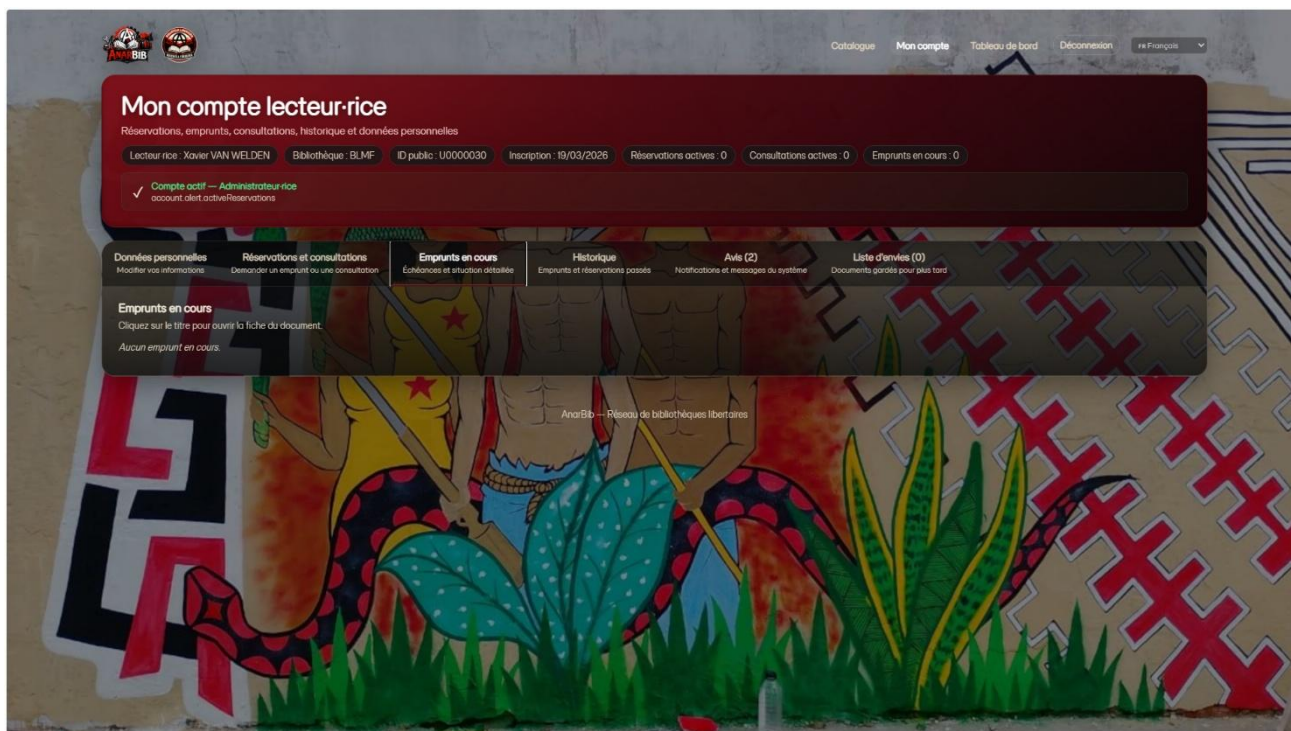 ANARBIB
Catalogue
Mon compte
Tableau de bord
Déconnexion
FR Français
Mon compte lecteur·rice
Réservations, emprunts, consultations, historique et données personnelles
Lecteur·rice : Xavier VAN WELDEN
Bibliothèque : BLMF
ID public : U0000030
Inscription : 19/03/2026
Réservations actives : 0
Consultations actives : 0
Emprunts en cours : 0
✓ Compte actif — Administrateur·rice
account.alert.activeReservations
Données personnelles
Modifier vos informations
Réservations et consultations
Demander un emprunt ou une consultation
Emprunts en cours
Échéances et situation détaillée
Historique
Emprunts et réservations passés
Avis (2)
Notifications et messages du système
Liste d'envies (0)
Documents gardés pour plus tard
Emprunts en cours
Cliquez sur le titre pour ouvrir la fiche du document.
Aucun emprunt en cours.
AnarBib — Réseau de bibliothèques libertaires